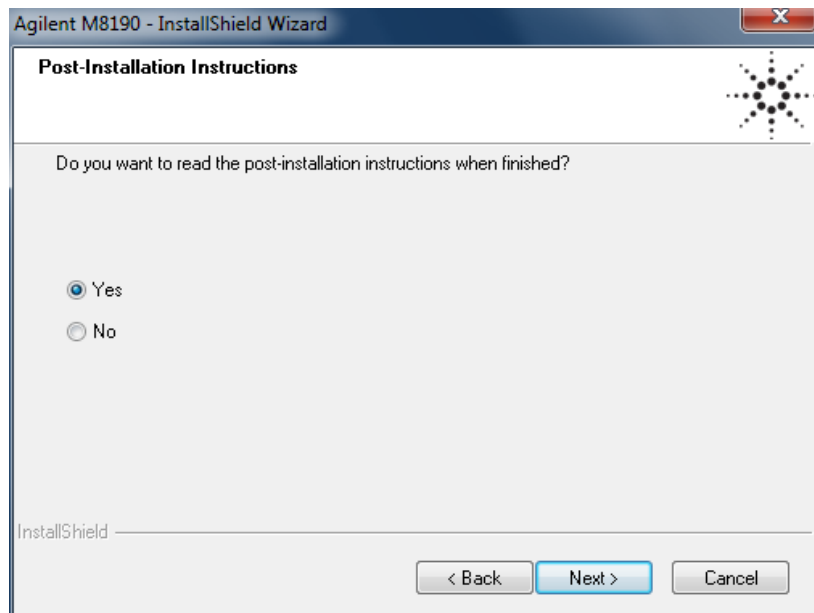 Agilent M8190 - InstallShield Wizard
Post-Installation Instructions
Do you want to read the post-installation instructions when finished?
Yes
No
InstallShield
< Back Next > Cancel